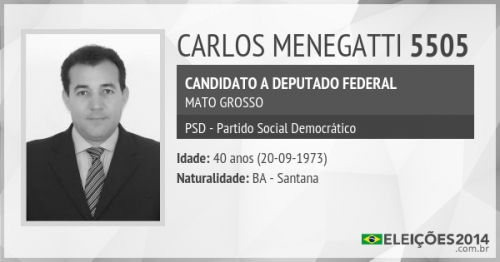 CARLOS MENEGATTI 5505
CANDIDATO A DEPUTADO FEDERAL
MATO GROSSO
PSD - Partido Social Democrático
Idade: 40 anos (20-09-1973)
Naturalidade: BA - Santana
ELEIÇÕES2014
.com.br